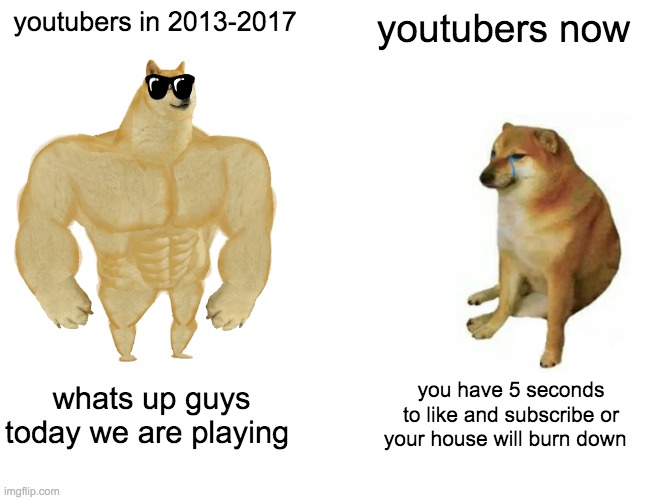 youtubers in 2013-2017
youtubers now
whats up guys
today we are playing
you have 5 seconds
to like and subscribe or
your house will burn down
imgflip.com